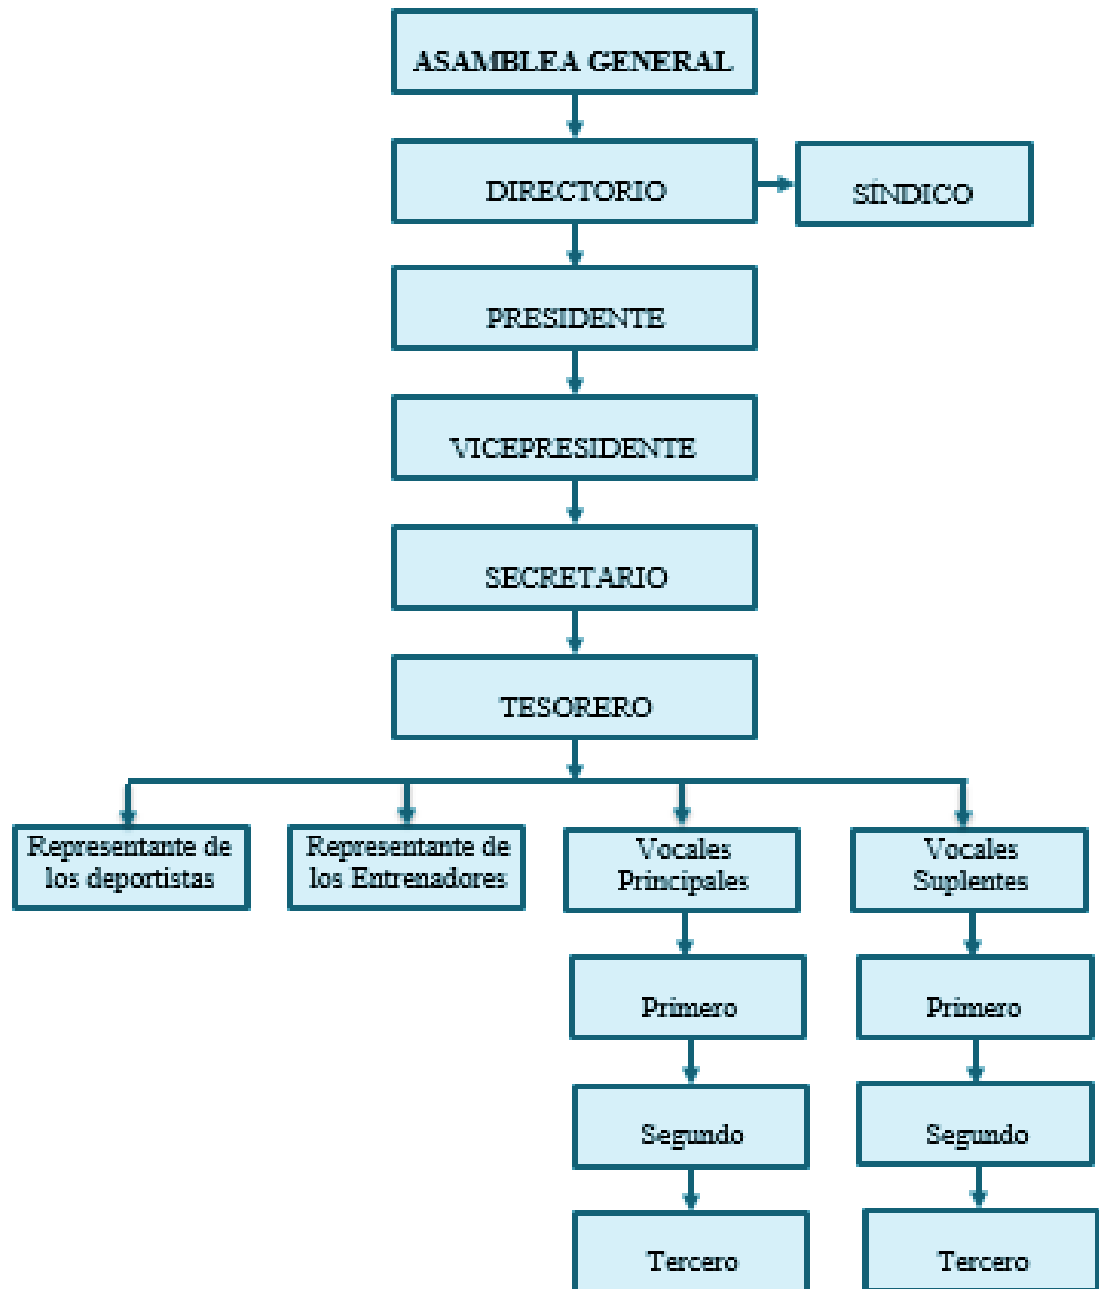 ASAMBLEA GENERAL
DIRECTORIO
SÍNDICO
PRESIDENTE
VICEPRESIDENTE
SECRETARIO
TESORERO
Representante de
los deportistas
Representante de
los Entrenadores
Vocales
Principales
Vocales
Suplentes
Primero
Primero
Segundo
Segundo
Tercero
Tercero